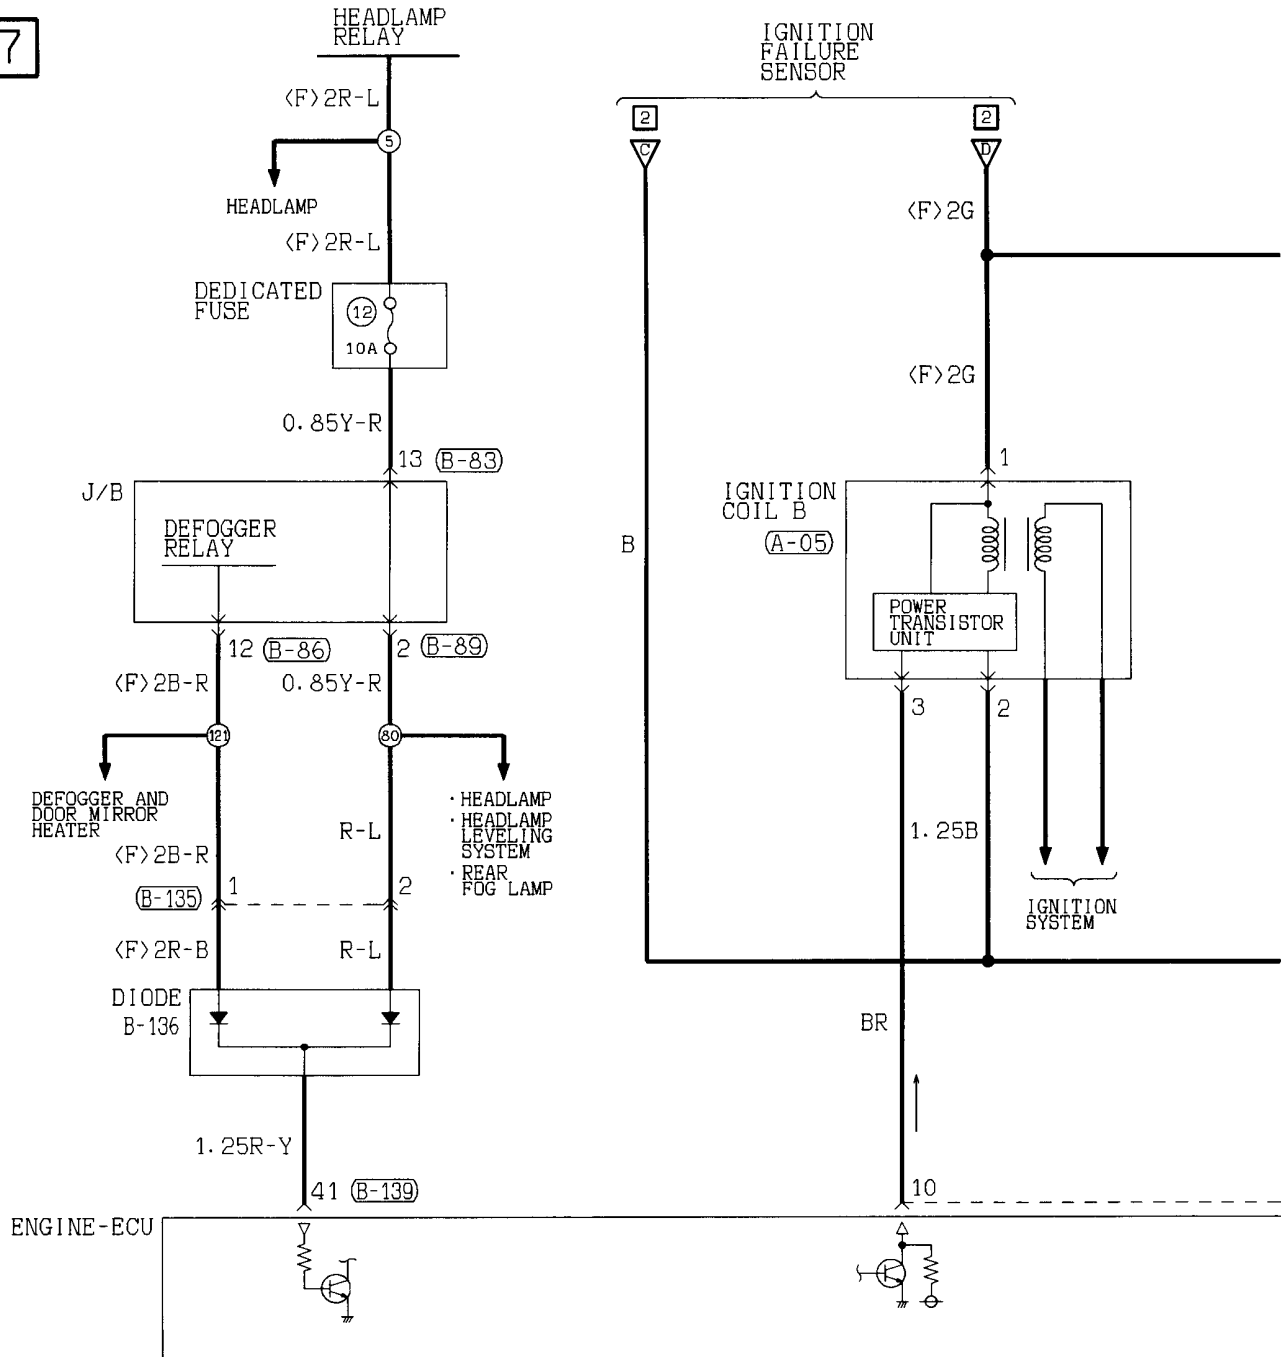 7
HEADLAMP
RELAY
<F>2R-L
5
HEADLAMP
<F>2R-L
DEDICATED
FUSE
12
10A
0.85Y-R
13 B-83
J/B
DEFOGGER
RELAY
12 B-86
2 B-89
<F>2B-R
0.85Y-R
121
80
DEFOGGER AND
DOOR MIRROR
HEATER
· HEADLAMP
· HEADLAMP
LEVELING
SYSTEM
· REAR
FOG LAMP
R-L
<F>2B-R
B-135
1
2
<F>2R-B
R-L
DIODE
B-136
1.25R-Y
41 B-139
ENGINE-ECU
IGNITION
FAILURE
SENSOR
2
2
C
D
<F>2G
<F>2G
1
IGNITION
COIL B
A-05
B
POWER
TRANSISTOR
UNIT
3
2
1.25B
IGNITION
SYSTEM
BR
10